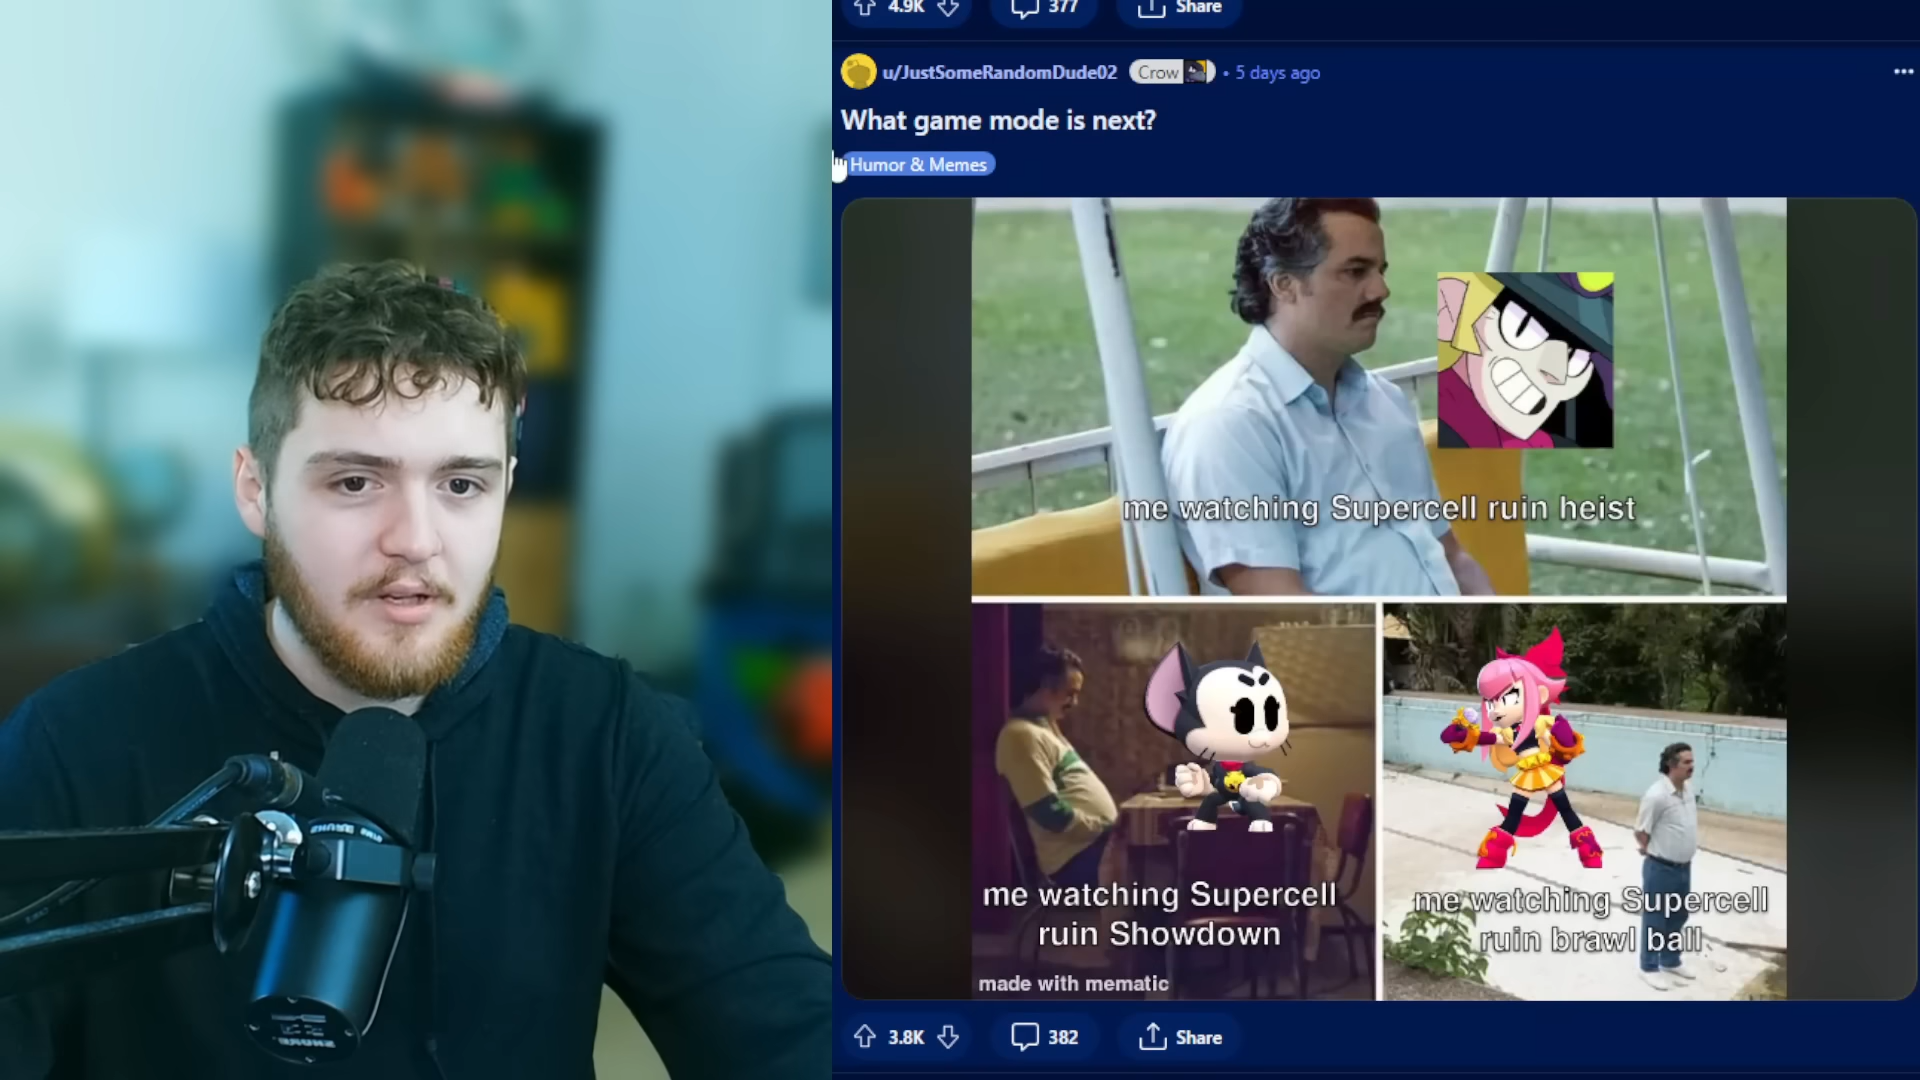 4.9K
377
Share
u/JustSomeRandomDude02
Crow
• 5 days ago
What game mode is next?
Humor & Memes
me watching Supercell ruin heist
me watching Supercell
ruin Showdown
me watching Supercell
ruin brawl ball
made with mematic
3.8K
382
Share